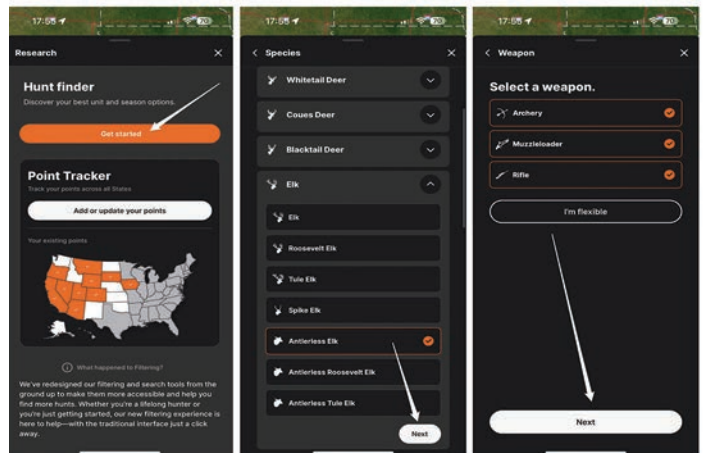 17:55
70
Research
Hunt finder
Discover your best unit and season options.
Get started
Point Tracker
Track your points across all States
Add or update your points
Your existing points
What happened to Filtering?
We've redesigned our filtering and search tools from the
ground up to make them more accessible and help you
find more hunts. Whether you're a lifelong hunter or
you're just getting started, our new filtering experience is
here to help—with the traditional interface just a click
away.
17:55
70
Species
Whitetail Deer
Coues Deer
Blacktail Deer
Elk
Elk
Roosevelt Elk
Tule Elk
Spike Elk
Antlerless Elk
Antlerless Roosevelt Elk
Antlerless Tule Elk
Next
17:55
70
Weapon
Select a weapon.
Archery
Muzzleloader
Rifle
I'm flexible
Next